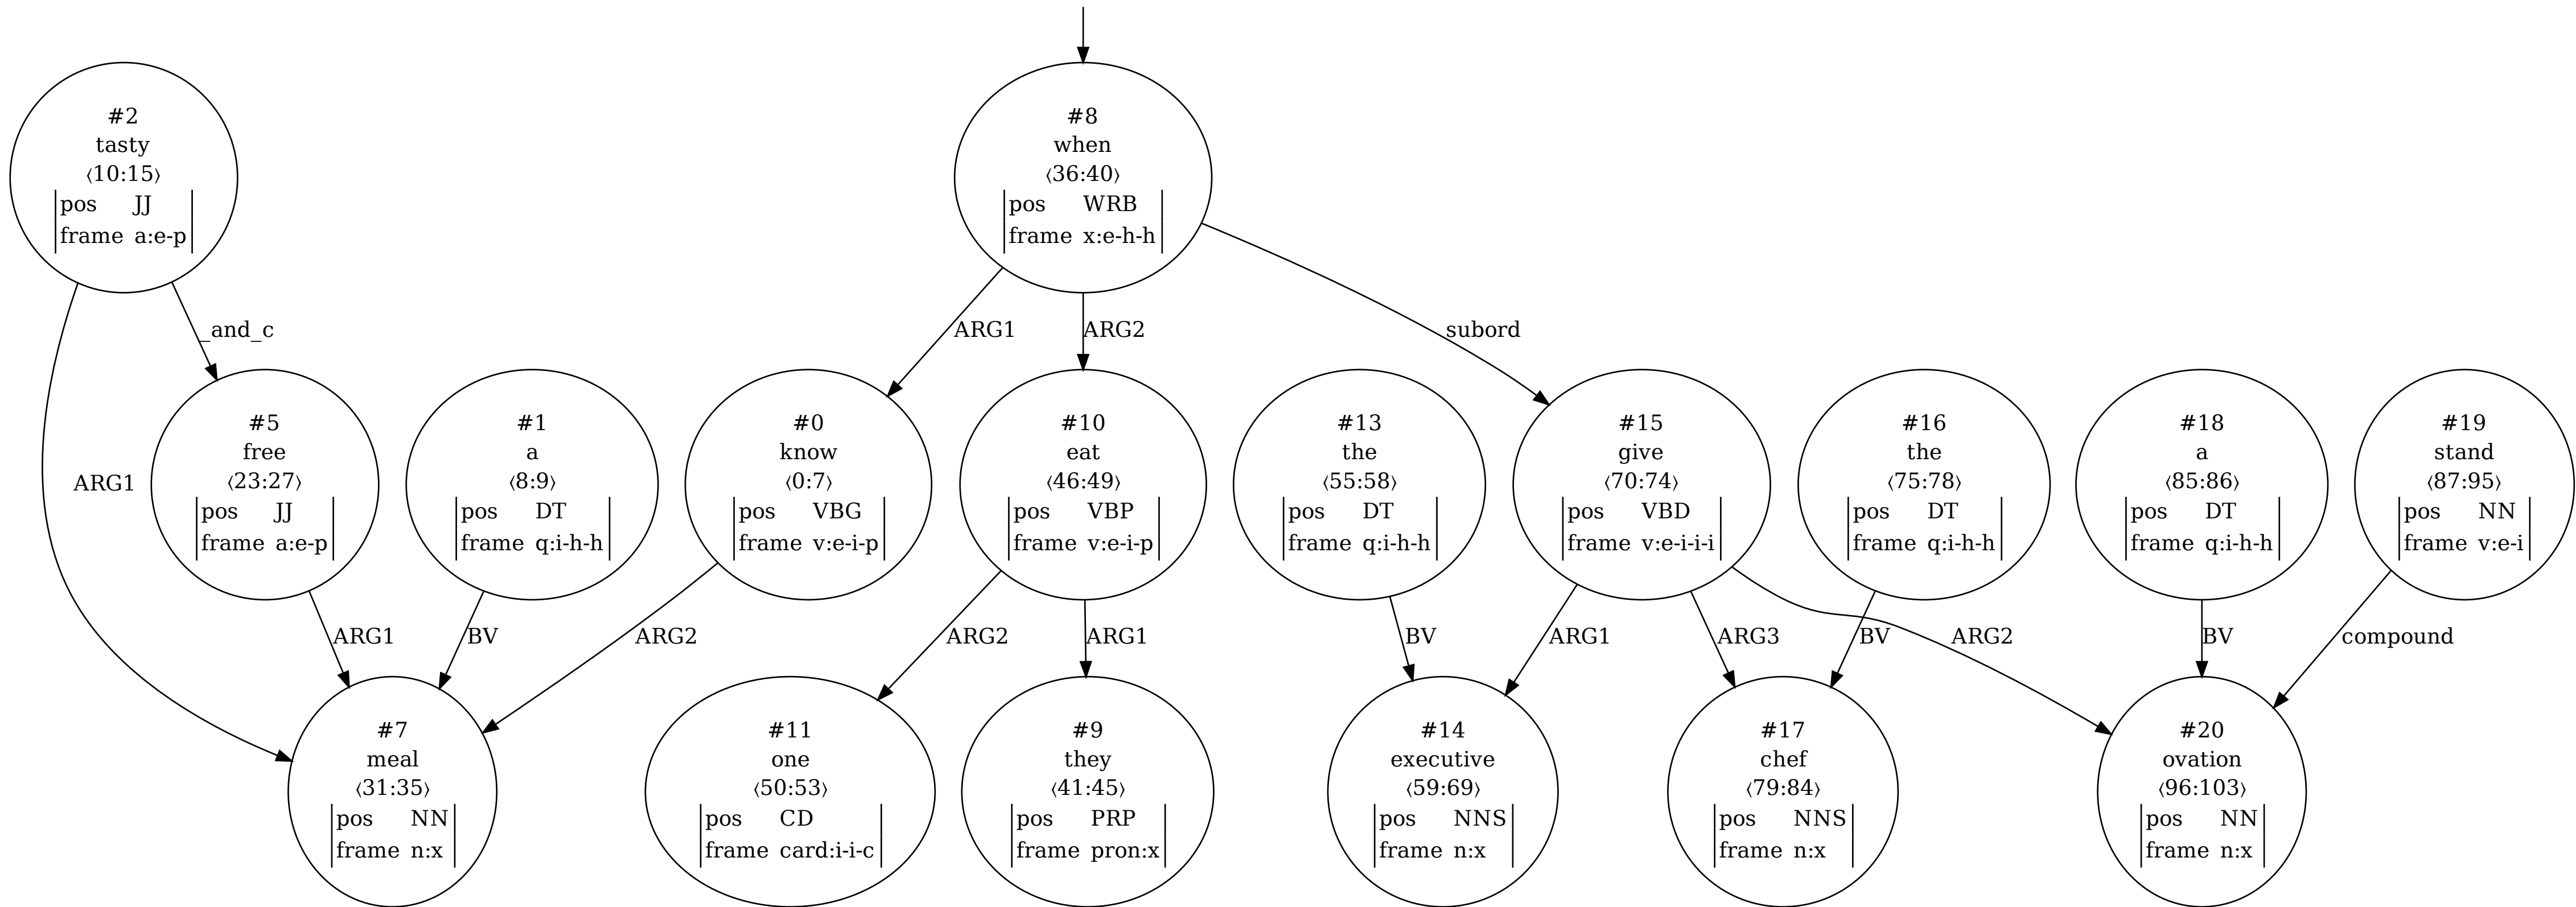 #2
tasty
⟨10:15⟩
pos JJ
frame a:e-p
#8
when
⟨36:40⟩
pos WRB
frame x:e-h-h
_and_c
ARG1
ARG2
subord
ARG1
#5
free
⟨23:27⟩
pos JJ
frame a:e-p
#1
a
⟨8:9⟩
pos DT
frame q:i-h-h
#0
know
⟨0:7⟩
pos VBG
frame v:e-i-p
#10
eat
⟨46:49⟩
pos VBP
frame v:e-i-p
#13
the
⟨55:58⟩
pos DT
frame q:i-h-h
#15
give
⟨70:74⟩
pos VBD
frame v:e-i-i-i
#16
the
⟨75:78⟩
pos DT
frame q:i-h-h
#18
a
⟨85:86⟩
pos DT
frame q:i-h-h
#19
stand
⟨87:95⟩
pos NN
frame v:e-i
ARG1
BV
ARG2
ARG2
ARG1
BV
ARG1
ARG3
BV
ARG2
BV
compound
#7
meal
⟨31:35⟩
pos NN
frame n:x
#11
one
⟨50:53⟩
pos CD
frame card:i-i-c
#9
they
⟨41:45⟩
pos PRP
frame pron:x
#14
executive
⟨59:69⟩
pos NNS
frame n:x
#17
chef
⟨79:84⟩
pos NNS
frame n:x
#20
ovation
⟨96:103⟩
pos NN
frame n:x